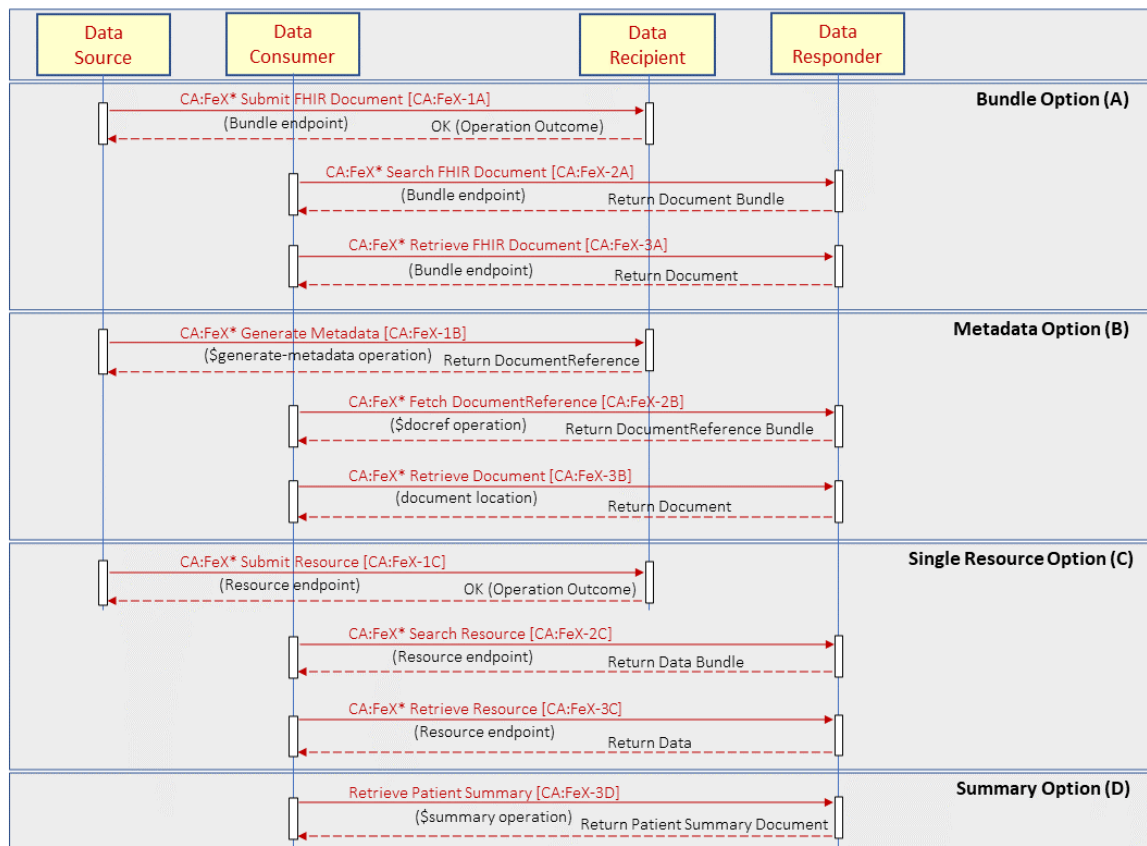 Data
Source
Data
Consumer
Data
Recipient
Data
Responder
Bundle Option (A)
CA:FeX* Submit FHIR Document [CA:FeX-1A]
(Bundle endpoint)
OK (Operation Outcome)
CA:FeX* Search FHIR Document [CA:FeX-2A]
(Bundle endpoint)
Return Document Bundle
CA:FeX* Retrieve FHIR Document [CA:FeX-3A]
(Bundle endpoint)
Return Document
Metadata Option (B)
CA:FeX* Generate Metadata [CA:FeX-1B]
($generate-metadata operation)
Return DocumentReference
CA:FeX* Fetch DocumentReference [CA:FeX-2B]
($docref operation)
Return DocumentReference Bundle
CA:FeX* Retrieve Document [CA:FeX-3B]
(document location)
Return Document
Single Resource Option (C)
CA:FeX* Submit Resource [CA:FeX-1C]
(Resource endpoint)
OK (Operation Outcome)
CA:FeX* Search Resource [CA:FeX-2C]
(Resource endpoint)
Return Data Bundle
CA:FeX* Retrieve Resource [CA:FeX-3C]
(Resource endpoint)
Return Data
Summary Option (D)
Retrieve Patient Summary [CA:FeX-3D]
($summary operation)
Return Patient Summary Document